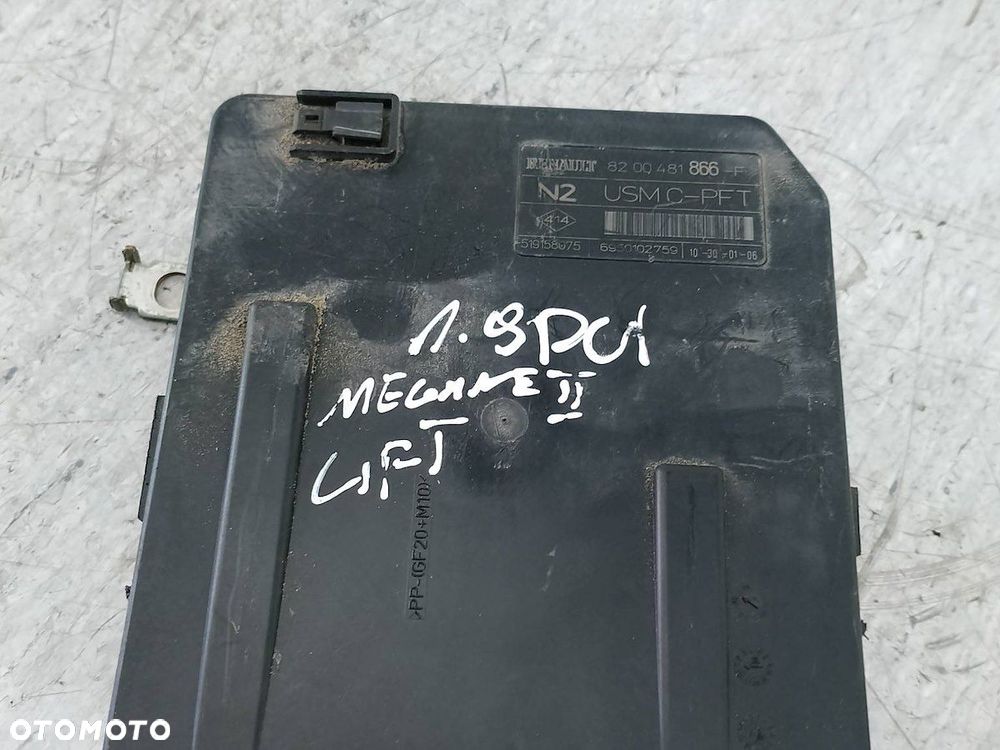 RENAULT 82 00 481 866 -F
N2 USM C-PFT
414
519158075 6930102759 10-30-01-06
1.9DCI
MEGANE II
LIFT
>PP-(GF20+M10)<
OTOMOTO